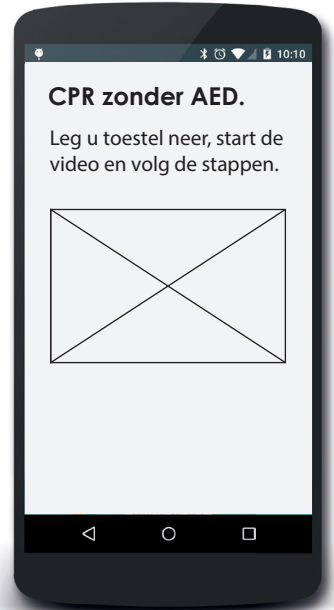 10:10
CPR zonder AED.
Leg u toestel neer, start de
video en volg de stappen.